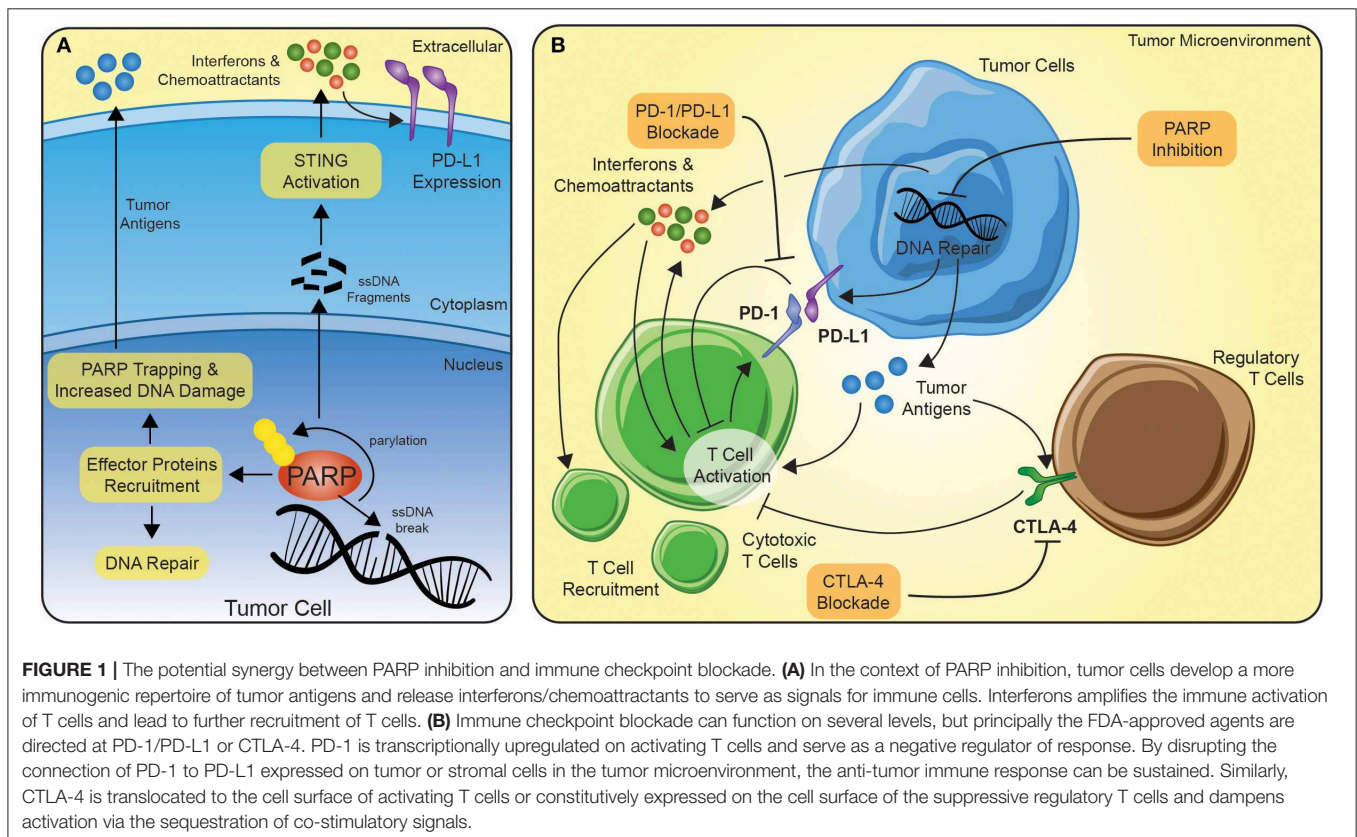 A
Interferons &
Chemoattractants
Extracellular
PD-L1
Expression
STING
Activation
Tumor
Antigens
ssDNA
Fragments
Cytoplasm
Nucleus
PARP Trapping &
Increased DNA Damage
parylation
Effector Proteins
Recruitment
PARP
ssDNA
break
DNA Repair
Tumor Cell
B
Tumor Microenvironment
Tumor Cells
PD-1/PD-L1
Blockade
PARP
Inhibition
Interferons &
Chemoattractants
DNA Repair
PD-1
PD-L1
Regulatory
T Cells
Tumor
Antigens
T Cell
Activation
CTLA-4
Cytotoxic
T Cells
T Cell
Recruitment
CTLA-4
Blockade
FIGURE 1 | The potential synergy between PARP inhibition and immune checkpoint blockade. (A) In the context of PARP inhibition, tumor cells develop a more
immunogenic repertoire of tumor antigens and release interferons/chemoattractants to serve as signals for immune cells. Interferons amplifies the immune activation
of T cells and lead to further recruitment of T cells. (B) Immune checkpoint blockade can function on several levels, but principally the FDA-approved agents are
directed at PD-1/PD-L1 or CTLA-4. PD-1 is transcriptionally upregulated on activating T cells and serve as a negative regulator of response. By disrupting the
connection of PD-1 to PD-L1 expressed on tumor or stromal cells in the tumor microenvironment, the anti-tumor immune response can be sustained. Similarly,
CTLA-4 is translocated to the cell surface of activating T cells or constitutively expressed on the cell surface of the suppressive regulatory T cells and dampens
activation via the sequestration of co-stimulatory signals.